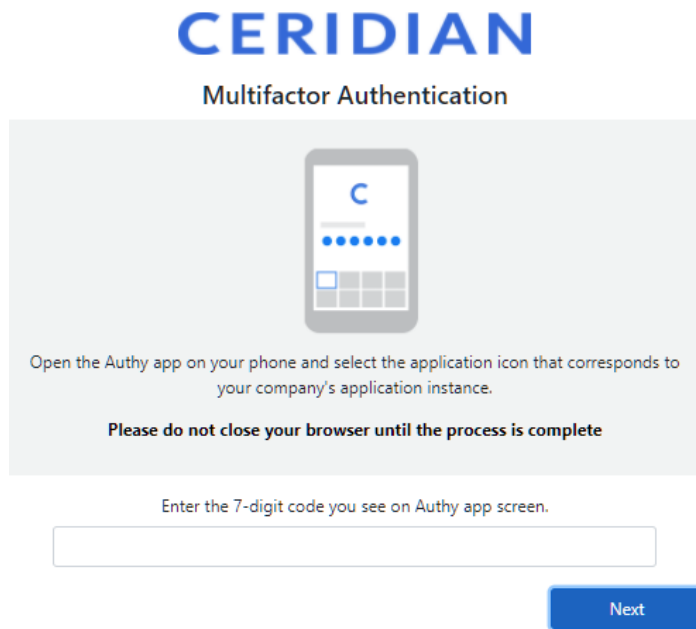 CERIDIAN
Multifactor Authentication
C
Open the Authy app on your phone and select the application icon that corresponds to
your company's application instance.
Please do not close your browser until the process is complete
Enter the 7-digit code you see on Authy app screen.
Next